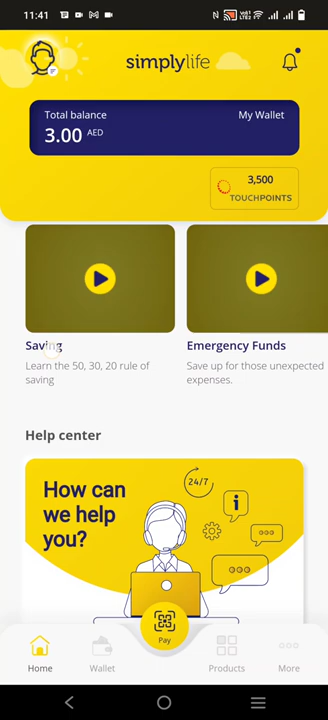 11:41
simplylife
Total balance
My Wallet
3.00 AED
3,500
TOUCHPOINTS
Saving
Learn the 50, 30, 20 rule of
saving
Emergency Funds
Save up for those unexpected
expenses.
Help center
How can
we help
you?
24/7
i
Pay
Home
Wallet
Products
More